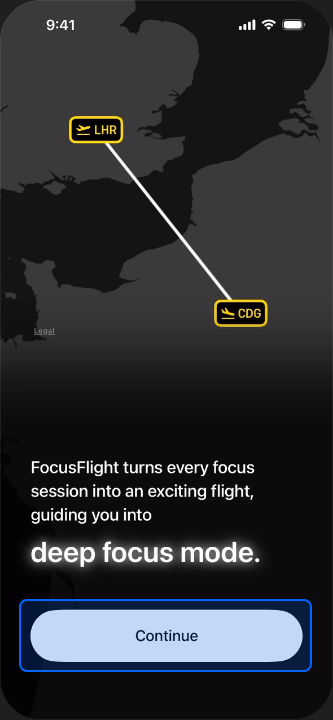 9:41
LHR
CDG
Legal
FocusFlight turns every focus
session into an exciting flight,
guiding you into
deep focus mode.
Continue